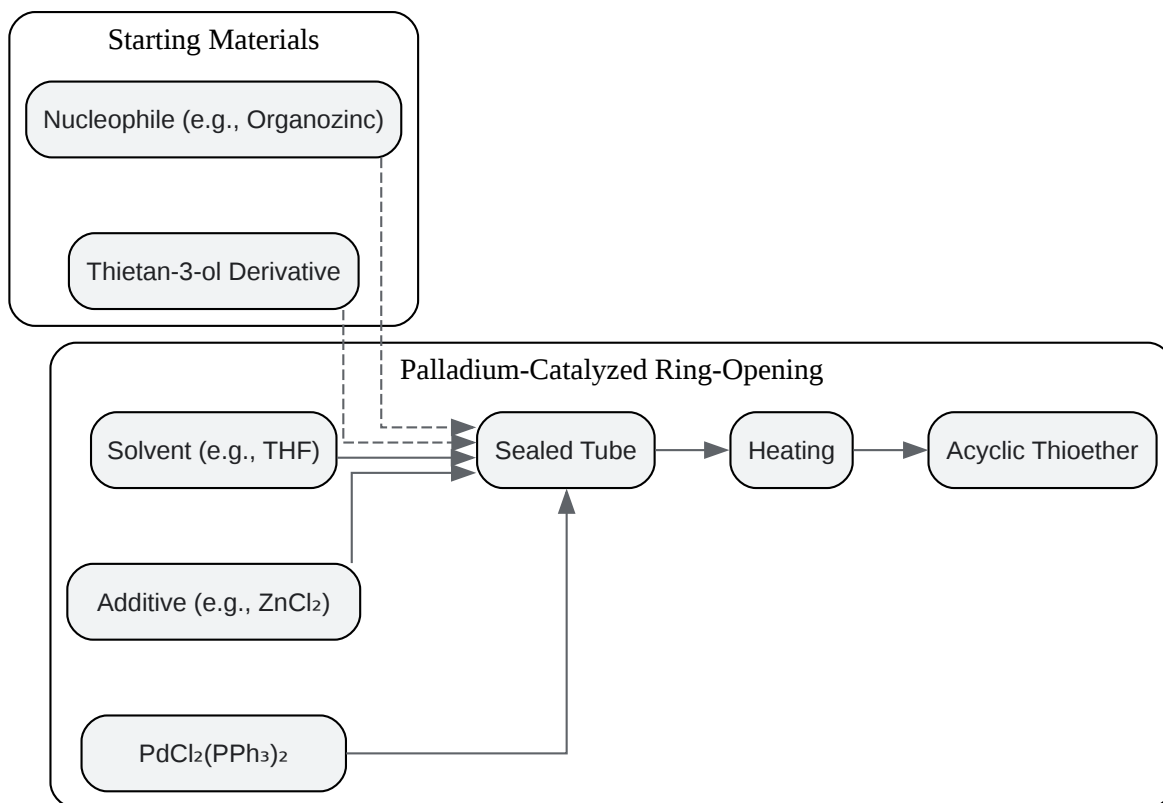 Starting Materials
Nucleophile (e.g., Organozinc)
Thietan-3-ol Derivative
Palladium-Catalyzed Ring-Opening
Solvent (e.g., THF)
Sealed Tube
Heating
Acyclic Thioether
Additive (e.g., ZnCl₂)
PdCl₂(PPh₃)₂